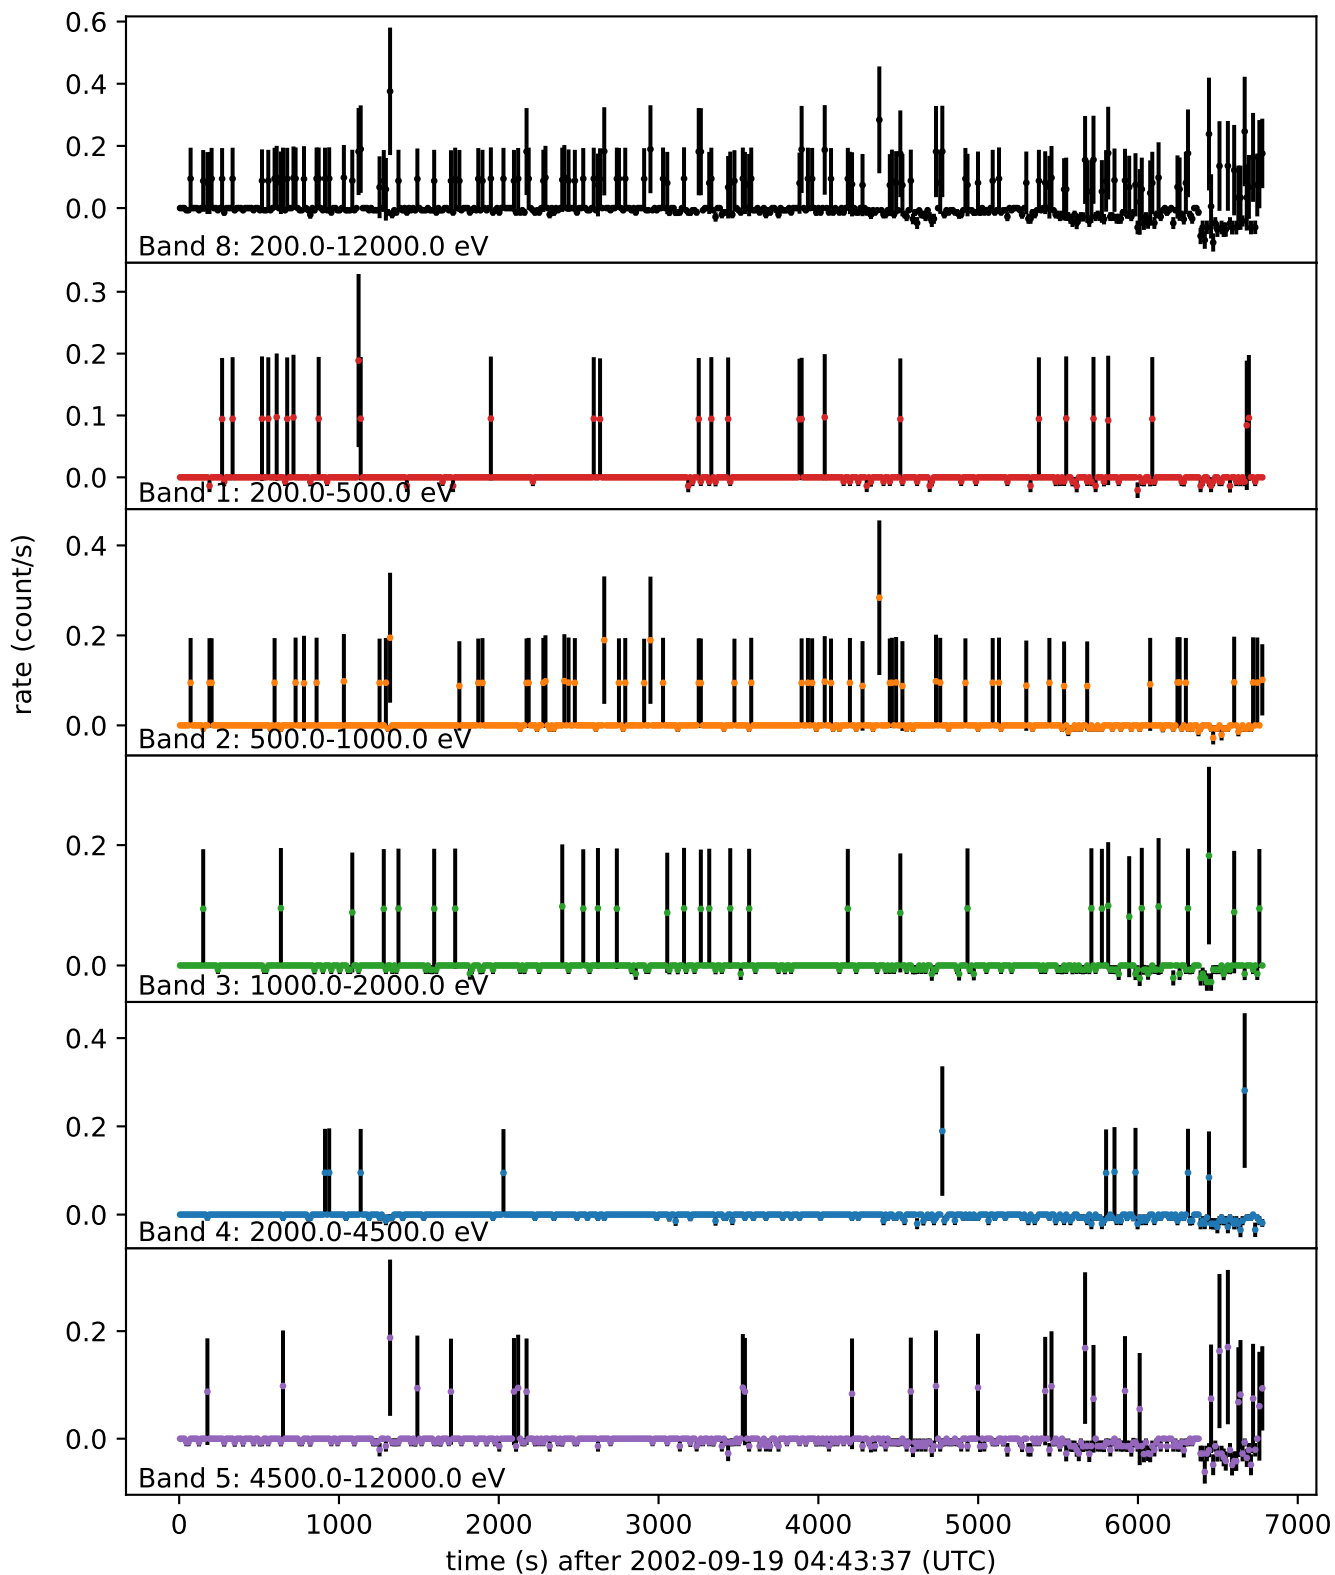 0.6
0.4
0.2
0.0
Band 8: 200.0-12000.0 eV
0.3
0.2
0.1
0.0
Band 1: 200.0-500.0 eV
rate (count/s)
0.4
0.2
0.0
Band 2: 500.0-1000.0 eV
0.2
0.0
Band 3: 1000.0-2000.0 eV
0.4
0.2
0.0
Band 4: 2000.0-4500.0 eV
0.2
0.0
Band 5: 4500.0-12000.0 eV
0 1000 2000 3000 4000 5000 6000 7000
time (s) after 2002-09-19 04:43:37 (UTC)